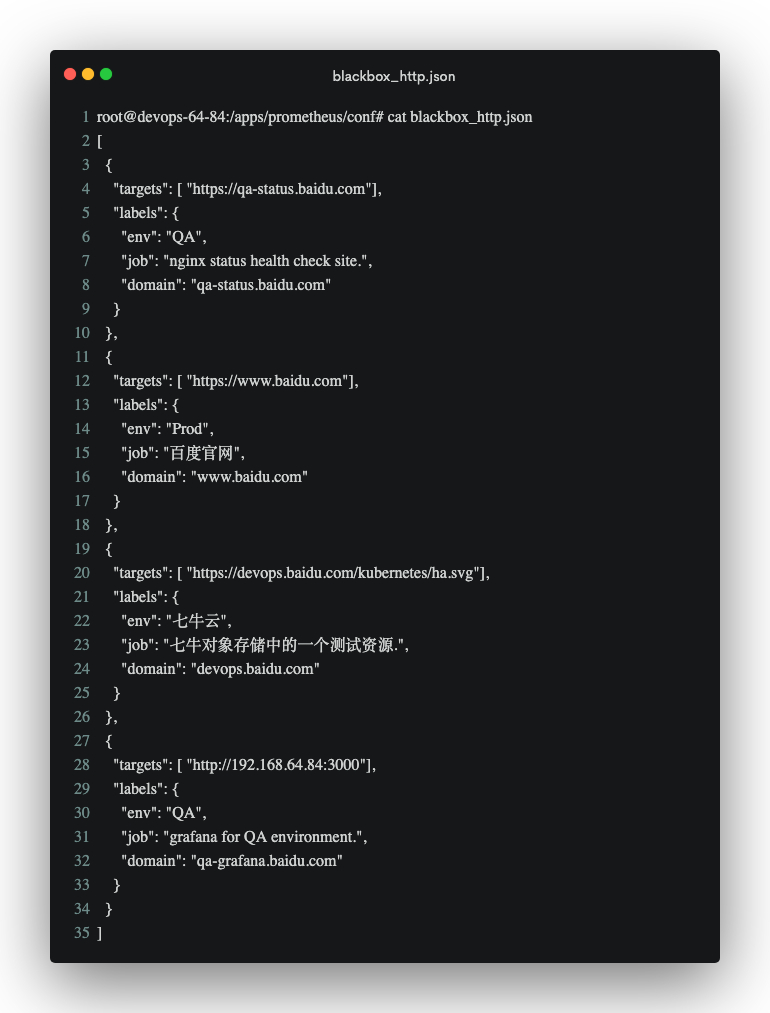 blackbox_http.json
1 root@devops-64-84:/apps/prometheus/conf# cat blackbox_http.json
2 [
3   {
4     "targets": [ "https://qa-status.baidu.com"],
5     "labels": {
6       "env": "QA",
7       "job": "nginx status health check site.",
8       "domain": "qa-status.baidu.com"
9     }
10   },
11   {
12     "targets": [ "https://www.baidu.com"],
13     "labels": {
14       "env": "Prod",
15       "job": "百度官网",
16       "domain": "www.baidu.com"
17     }
18   },
19   {
20     "targets": [ "https://devops.baidu.com/kubernetes/ha.svg"],
21     "labels": {
22       "env": "七牛云",
23       "job": "七牛对象存储中的一个测试资源.",
24       "domain": "devops.baidu.com"
25     }
26   },
27   {
28     "targets": [ "http://192.168.64.84:3000"],
29     "labels": {
30       "env": "QA",
31       "job": "grafana for QA environment.",
32       "domain": "qa-grafana.baidu.com"
33     }
34   }
35 ]